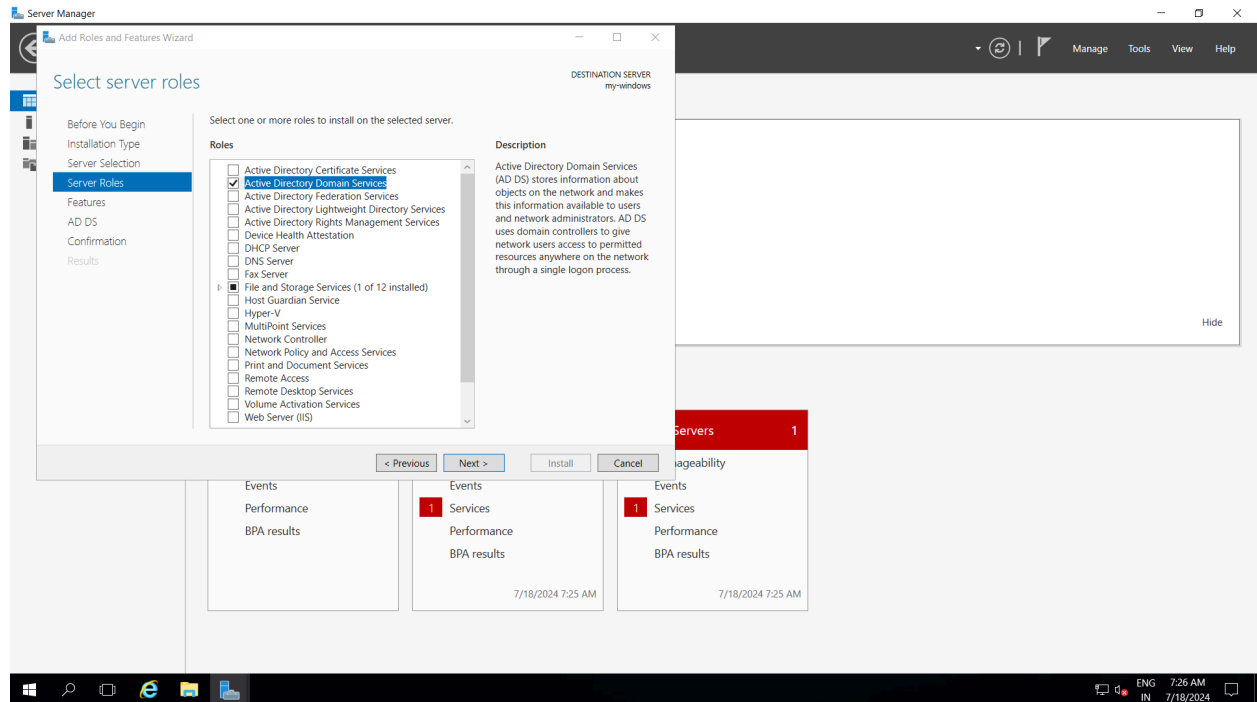 Server Manager
Add Roles and Features Wizard
Manage Tools View Help
Select server roles
DESTINATION SERVER
my-windows
Before You Begin
Installation Type
Server Selection
Server Roles
Features
AD DS
Confirmation
Results
Select one or more roles to install on the selected server.
Roles
Active Directory Certificate Services
Active Directory Domain Services
Active Directory Federation Services
Active Directory Lightweight Directory Services
Active Directory Rights Management Services
Device Health Attestation
DHCP Server
DNS Server
Fax Server
File and Storage Services (1 of 12 installed)
Host Guardian Service
Hyper-V
MultiPoint Services
Network Controller
Network Policy and Access Services
Print and Document Services
Remote Access
Remote Desktop Services
Volume Activation Services
Web Server (IIS)
Description
Active Directory Domain Services
(AD DS) stores information about
objects on the network and makes
this information available to users
and network administrators. AD DS
uses domain controllers to give
network users access to permitted
resources anywhere on the network
through a single logon process.
< Previous Next > Install Cancel
Hide
Servers 1
nageability
Events
Performance
BPA results
Events
1 Services
Performance
BPA results
7/18/2024 7:25 AM
Events
1 Services
Performance
BPA results
7/18/2024 7:25 AM
ENG
IN
7:26 AM
7/18/2024